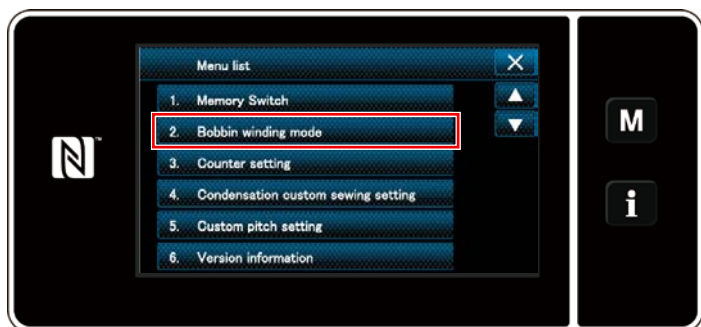 Menu list
1. Memory Switch
2. Bobbin winding mode
3. Counter setting
4. Condensation custom sewing setting
5. Custom pitch setting
6. Version information
M
i